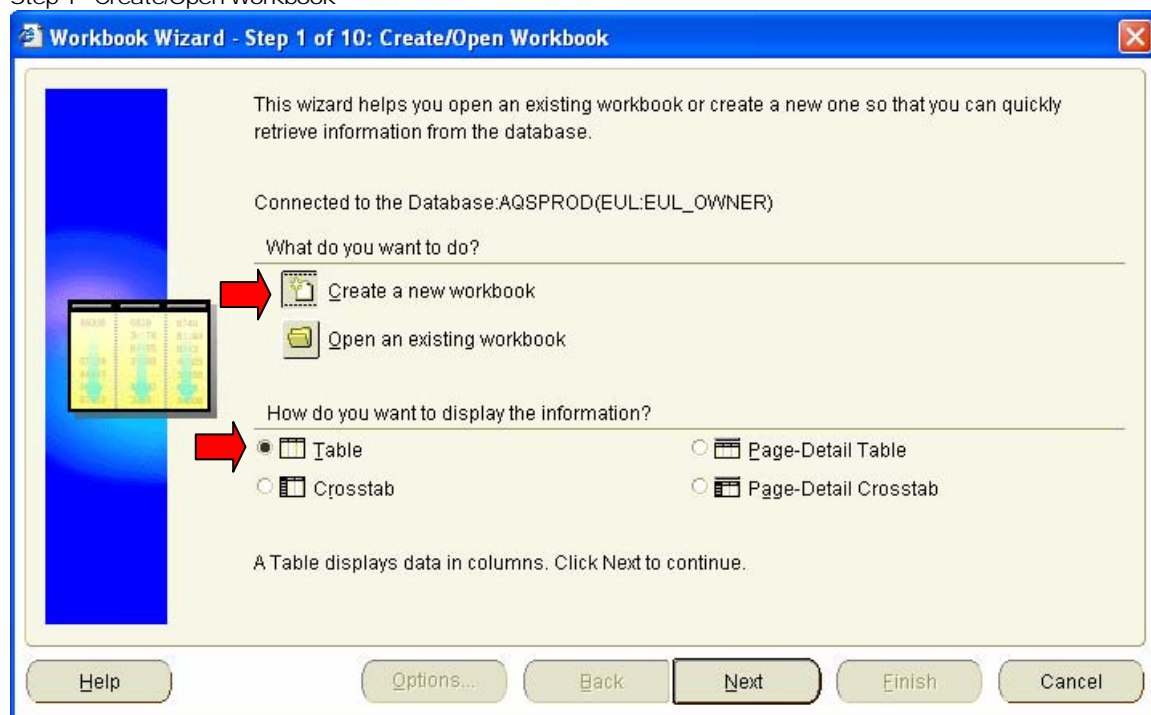 Step 1 - Create/Open Workbook
Workbook Wizard - Step 1 of 10: Create/Open Workbook
This wizard helps you open an existing workbook or create a new one so that you can quickly
retrieve information from the database.
Connected to the Database:AQSPROD(EUL:EUL_OWNER)
What do you want to do?
Create a new workbook
Open an existing workbook
How do you want to display the information?
Table
Page-Detail Table
Crosstab
Page-Detail Crosstab
A Table displays data in columns. Click Next to continue.
Help
Options...
Back
Next
Finish
Cancel